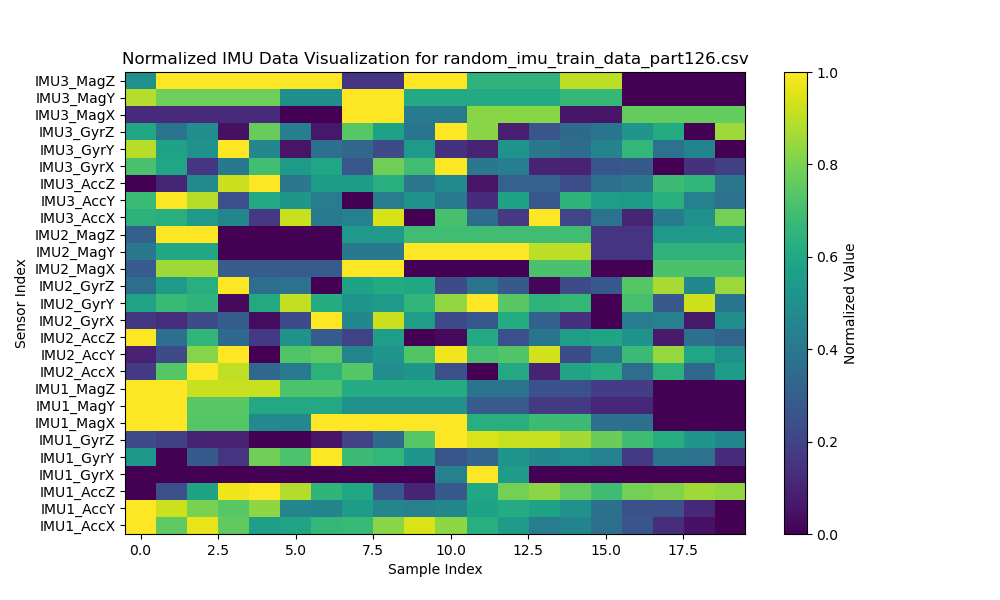 Normalized IMU Data Visualization for random_imu_train_data_part126.csv
IMU3_MagZ
IMU3_MagY
IMU3_MagX
IMU3_GyrZ
IMU3_GyrY
IMU3_GyrX
IMU3_AccZ
IMU3_AccY
IMU3_AccX
IMU2_MagZ
IMU2_MagY
IMU2_MagX
IMU2_GyrZ
IMU2_GyrY
IMU2_GyrX
IMU2_AccZ
IMU2_AccY
IMU2_AccX
IMU1_MagZ
IMU1_MagY
IMU1_MagX
IMU1_GyrZ
IMU1_GyrY
IMU1_GyrX
IMU1_AccZ
IMU1_AccY
IMU1_AccX
Sensor Index
0.0 2.5 5.0 7.5 10.0 12.5 15.0 17.5
Sample Index
1.0
0.8
0.6
0.4
0.2
0.0
Normalized Value